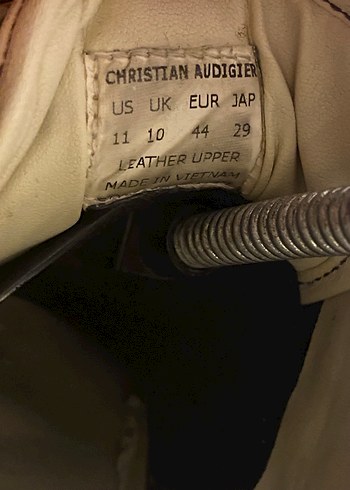 CHRISTIAN AUDIGIER
US UK EUR JAP
11 10 44 29
LEATHER UPPER
MADE IN VIETNAM